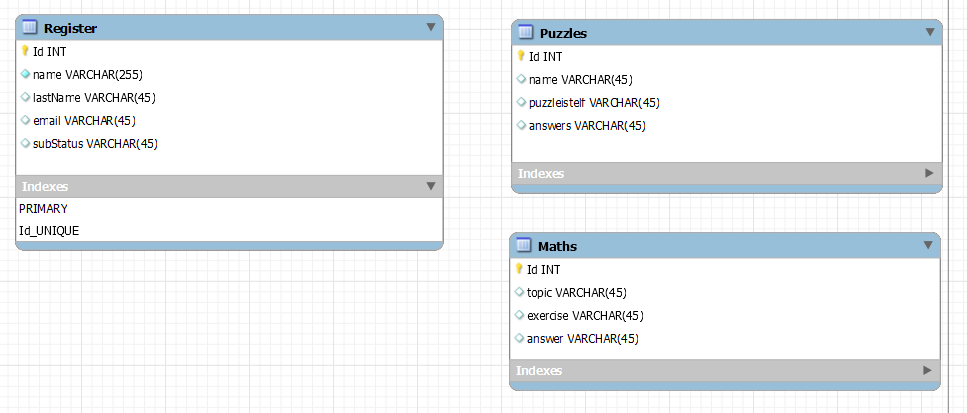 Register
Id INT
name VARCHAR(255)
lastName VARCHAR(45)
email VARCHAR(45)
subStatus VARCHAR(45)
Indexes
PRIMARY
Id_UNIQUE
Puzzles
Id INT
name VARCHAR(45)
puzzleistelf VARCHAR(45)
answers VARCHAR(45)
Indexes
Maths
Id INT
topic VARCHAR(45)
exercise VARCHAR(45)
answer VARCHAR(45)
Indexes